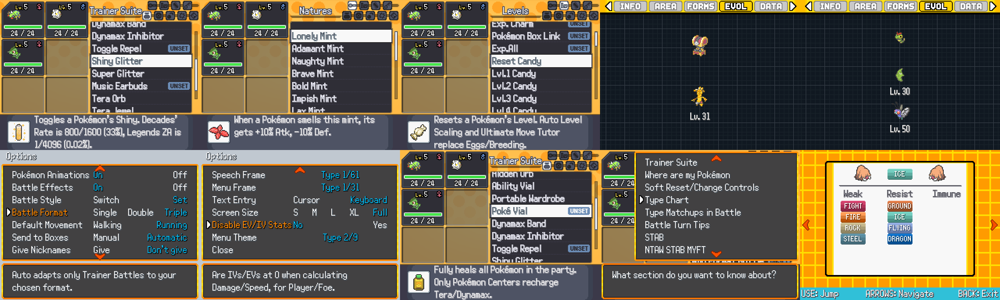 Lv.5 ♀
24 / 24
Lv.5 ♂
24 / 24
Lv.5 ♀
24 / 24
Trainer Suite
Dynamax Band
Dynamax Inhibitor
Toggle Repel UNSET
Shiny Glitter
Super Glitter
Music Earbuds UNSET
Tera Orb
Tera Jewel
Toggles a Pokémon's Shiny. Decades'
Rate is 800/1600 (33%), Legends ZA is
1/4096 (0.02%).
Lv.5 ♀
24 / 24
Lv.5 ♂
24 / 24
Lv.5 ♀
24 / 24
Natures
Lonely Mint
Adamant Mint
Naughty Mint
Brave Mint
Bold Mint
Impish Mint
Lax Mint
When a Pokémon smells this mint, its
gets +10% Atk, -10% Def.
Lv.5 ♀
24 / 24
Lv.5 ♂
24 / 24
Lv.5 ♀
24 / 24
Levels
Exp. Charm UNSET
Pokémon Box Link UNSET
Exp.All UNSET
Reset Candy
Lvl.1 Candy
Lvl.2 Candy
Lvl.3 Candy
Lvl.4 Candy
Resets a Pokémon's Level. Auto Level
Scaling and Ultimate Move Tutor
replace Eggs/Breeding.
INFO AREA FORMS EVOL DATA
Lv. 31
INFO AREA FORMS EVOL DATA
Lv. 30
Lv. 50
Options
Pokémon Animations On Off
Battle Effects On Off
Battle Style Switch Set
Battle Format Single Double Triple
Default Movement Walking Running
Send to Boxes Manual Automatic
Give Nicknames Give Don't give
Auto adapts only Trainer Battles to your
chosen format.
Options
Speech Frame Type 1/61
Menu Frame Type 1/31
Text Entry Cursor Keyboard
Screen Size S M L XL Full
Disable EV/IV Stats No Yes
Menu Theme Type 2/9
Close
Are IVs/EVs at 0 when calculating
Damage/Speed, for Player/Foe.
Lv.5 ♀
24 / 24
Lv.5 ♂
24 / 24
Lv.5 ♀
24 / 24
Trainer Suite
Hidden Orb
Ability Vial
Portable Wardrobe
Poké Vial UNSET
Dynamax Band
Dynamax Inhibitor
Toggle Repel UNSET
Shiny Glitter
Fully heals all Pokémon in the party.
Only Pokémon Centers recharge
Tera/Dynamax.
Lv.5
24 / 24
Lv.5
24 / 24
Trainer Suite
Where are my Pokémon
Soft Reset/Change Controls
Type Chart
Type Matchups in Battle
Battle Turn Tips
STAB
NTAW STAB MYFT
What section do you want to know about?
ICE
Weak Resist Immune
FIGHT GROUND
FIRE ICE
ROCK FLYING
STEEL DRAGON
USE: Jump ARROWS: Navigate BACK: Exit